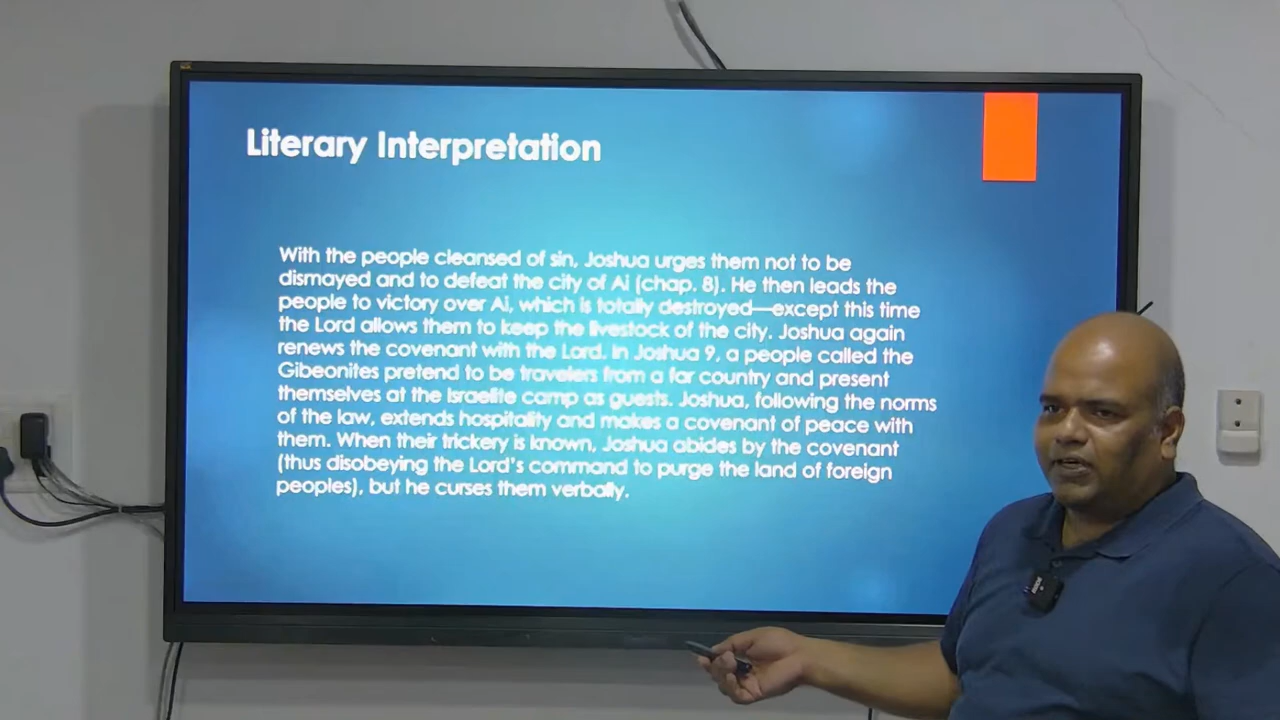 Literary Interpretation
With the people cleansed of sin, Joshua urges them not to be
dismayed and to defeat the city of Ai (chap. 8). He then leads the
people to victory over Ai, which is totally destroyed—except this time
the Lord allows them to keep the livestock of the city. Joshua again
renews the covenant with the Lord. In Joshua 9, a people called the
Gibeonites pretend to be travelers from a far country and present
themselves at the Israelite camp as guests. Joshua, following the norms
of the law, extends hospitality and makes a covenant of peace with
them. When their trickery is known, Joshua abides by the covenant
(thus disobeying the Lord's command to purge the land of foreign
peoples), but he curses them verbally.